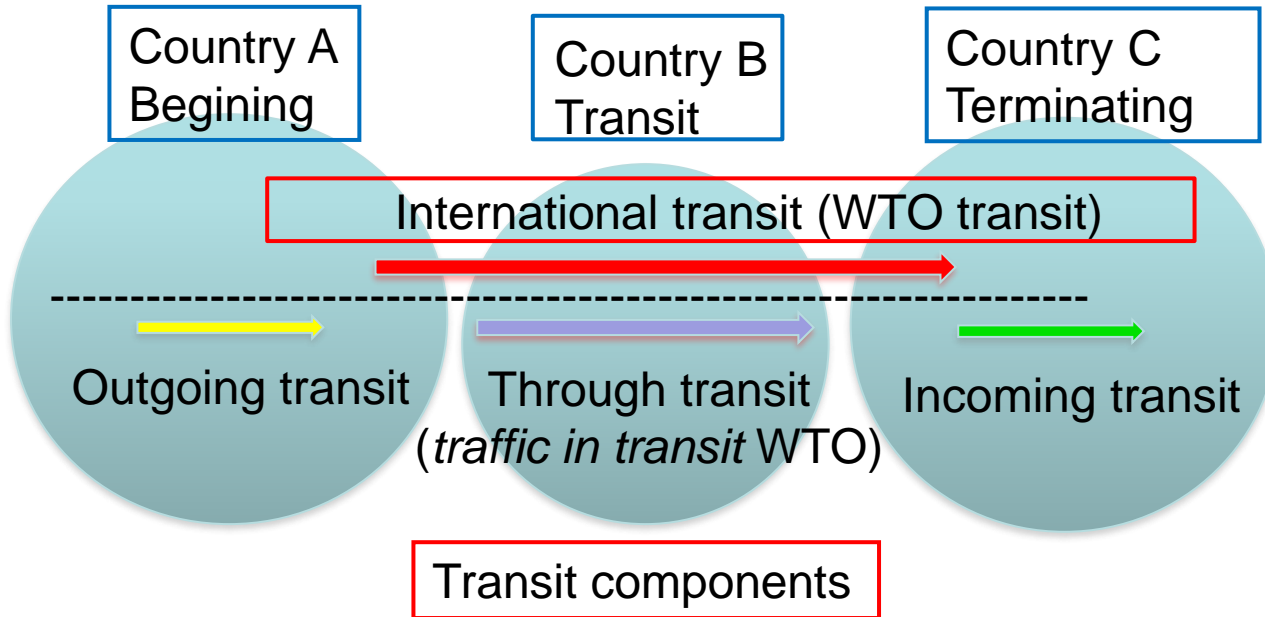 Country A
Begining
Country B
Transit
Country C
Terminating
International transit (WTO transit)
Outgoing transit
Through transit
(traffic in transit WTO)
Incoming transit
Transit components